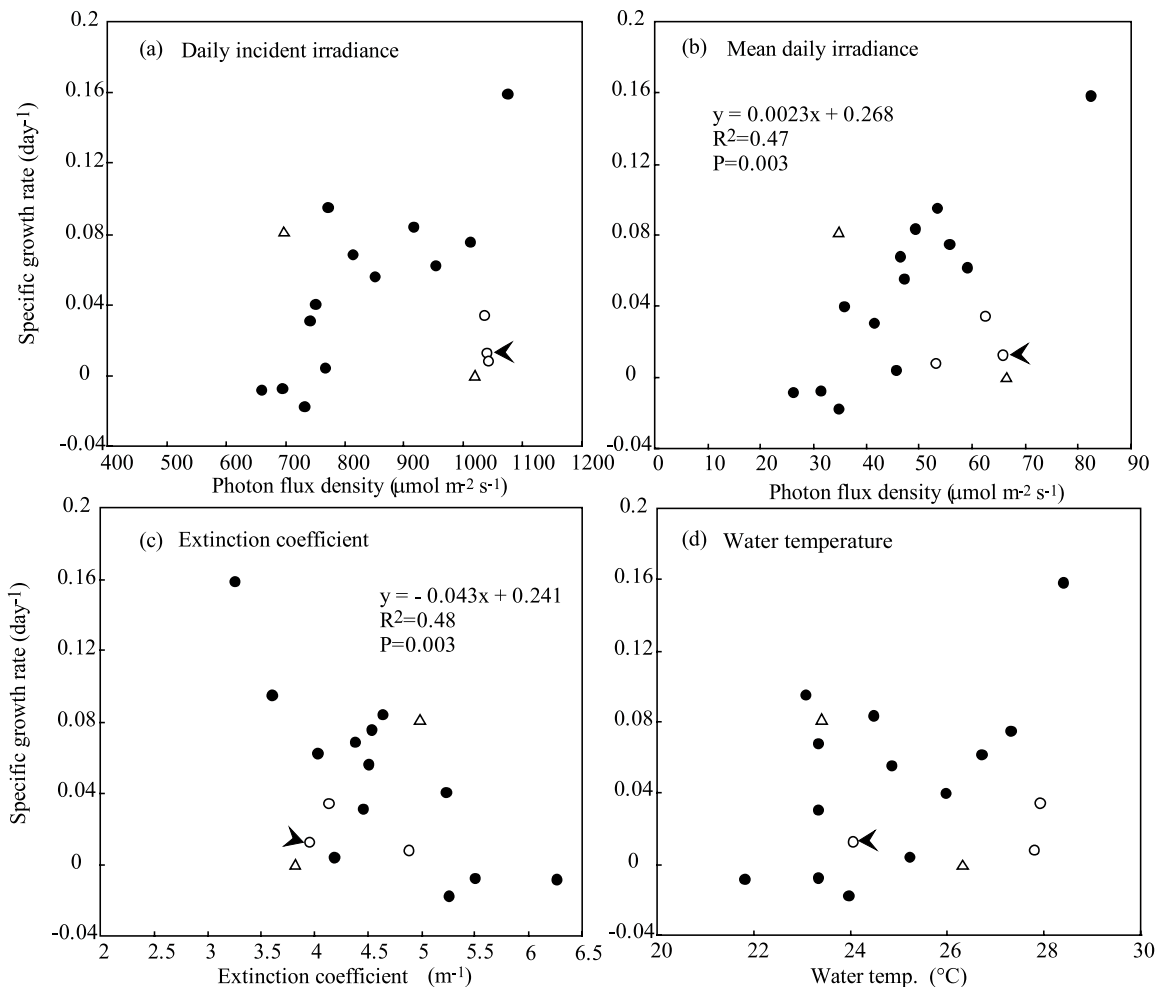 (a) Daily incident irradiance
0.2
0.16
0.12
0.08
0.04
0
-0.04
400 500 600 700 800 900 1000 1100 1200
Photon flux density (μmol m-2 s-1)
Specific growth rate (day-1)
(b) Mean daily irradiance
y = 0.0023x + 0.268
R2=0.47
P=0.003
0.2
0.16
0.12
0.08
0.04
0
-0.04
0 10 20 30 40 50 60 70 80 90
Photon flux density (μmol m-2 s-1)
(c) Extinction coefficient
y = - 0.043x + 0.241
R2=0.48
P=0.003
0.2
0.16
0.12
0.08
0.04
0
-0.04
2 2.5 3 3.5 4 4.5 5 5.5 6 6.5
Extinction coefficient (m-1)
Specific growth rate (day-1)
(d) Water temperature
0.2
0.16
0.12
0.08
0.04
0
-0.04
20 22 24 26 28 30
Water temp. (°C)